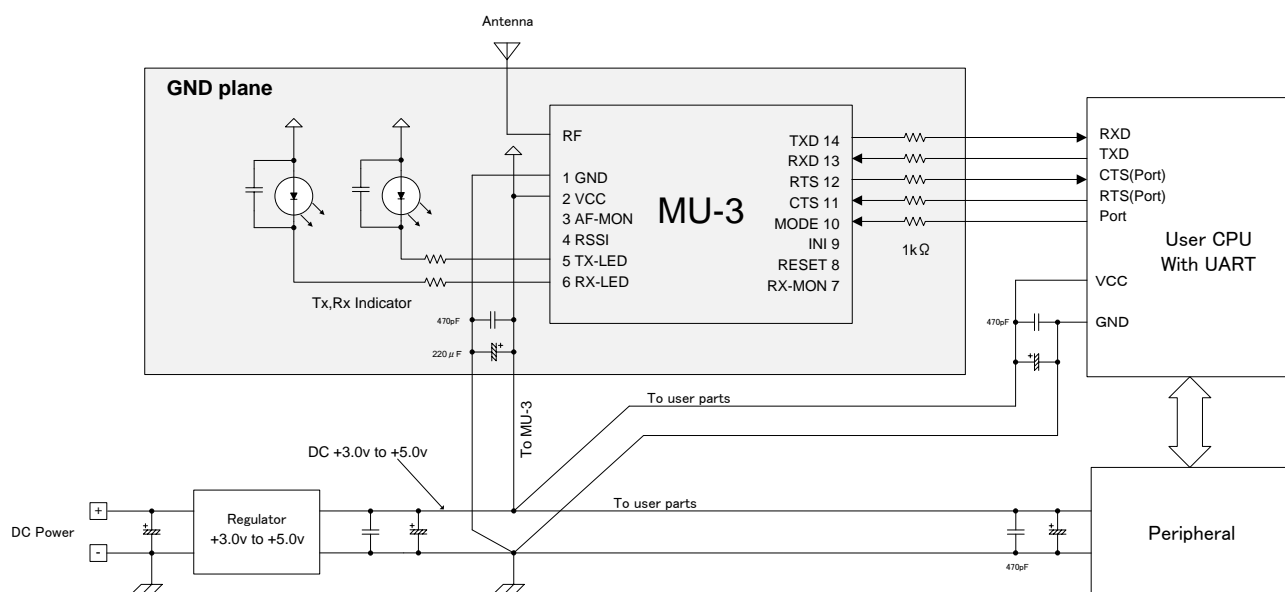 Antenna
GND plane
RF
1 GND
2 VCC
3 AF-MON
4 RSSI
5 TX-LED
6 RX-LED
MU-3
TXD 14
RXD 13
RTS 12
CTS 11
MODE 10
INI 9
RESET 8
RX-MON 7
1kΩ
RXD
TXD
CTS(Port)
RTS(Port)
Port
User CPU
With UART
VCC
GND
Tx,Rx Indicator
470pF
220μF
+
470pF
+
To MU-3
To user parts
DC +3.0v to +5.0v
DC Power
+
-
+
Regulator
+3.0v to +5.0v
+
To user parts
470pF
+
Peripheral